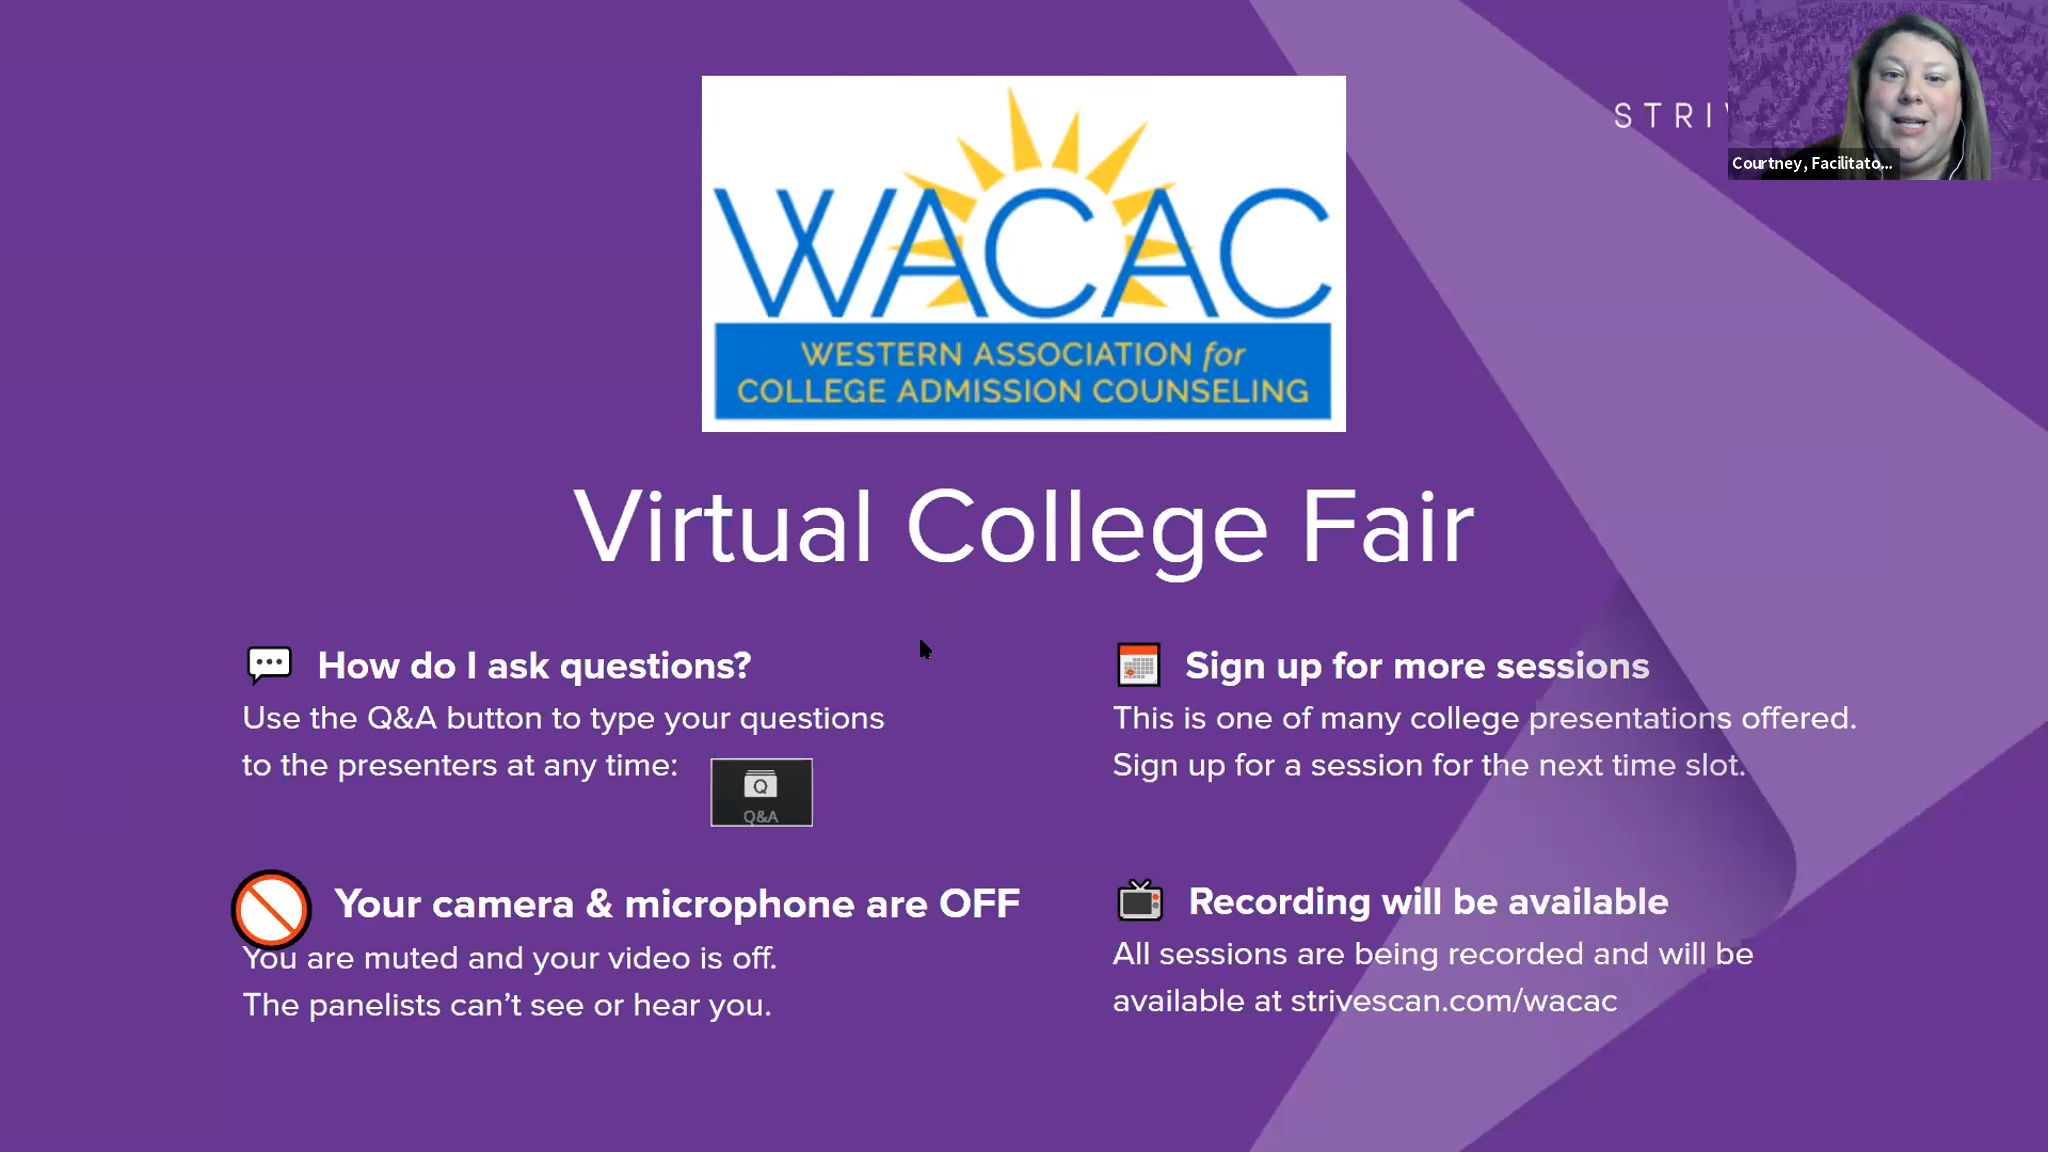 WACAC
WESTERN ASSOCIATION for
COLLEGE ADMISSION COUNSELING
STRIV
Courtney, Facilitato...
Virtual College Fair
How do I ask questions?
Use the Q&A button to type your questions
to the presenters at any time:
Q
Q&A
Sign up for more sessions
This is one of many college presentations offered.
Sign up for a session for the next time slot.
Your camera & microphone are OFF
You are muted and your video is off.
The panelists can’t see or hear you.
Recording will be available
All sessions are being recorded and will be
available at strivescan.com/wacac